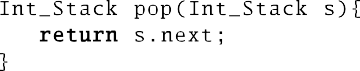 Int_Stack pop(Int_Stack s){
   return s.next;
}